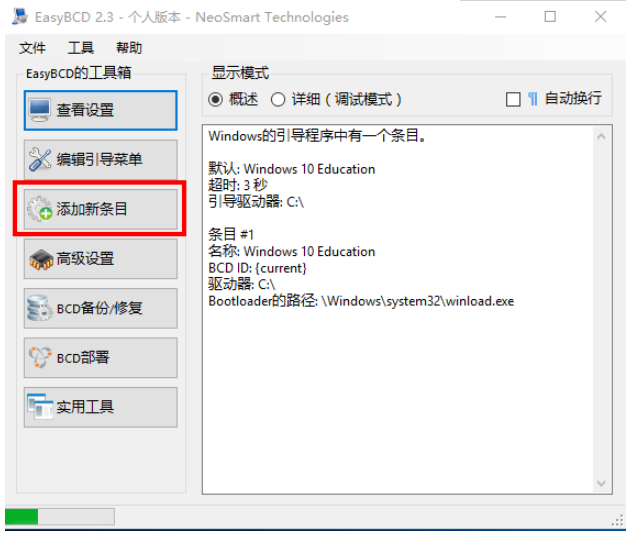 EasyBCD 2.3 - 个人版本 - NeoSmart Technologies
文件 工具 帮助
EasyBCD的工具箱
查看设置
编辑引导菜单
添加新条目
高级设置
BCD备份/修复
BCD部署
实用工具
显示模式
概述 详细（调试模式） ¶ 自动换行
Windows的引导程序中有一个条目。
默认: Windows 10 Education
超时: 3 秒
引导驱动器: C:\
条目 #1
名称: Windows 10 Education
BCD ID: {current}
驱动器: C:\
Bootloader的路径: \Windows\system32\winload.exe